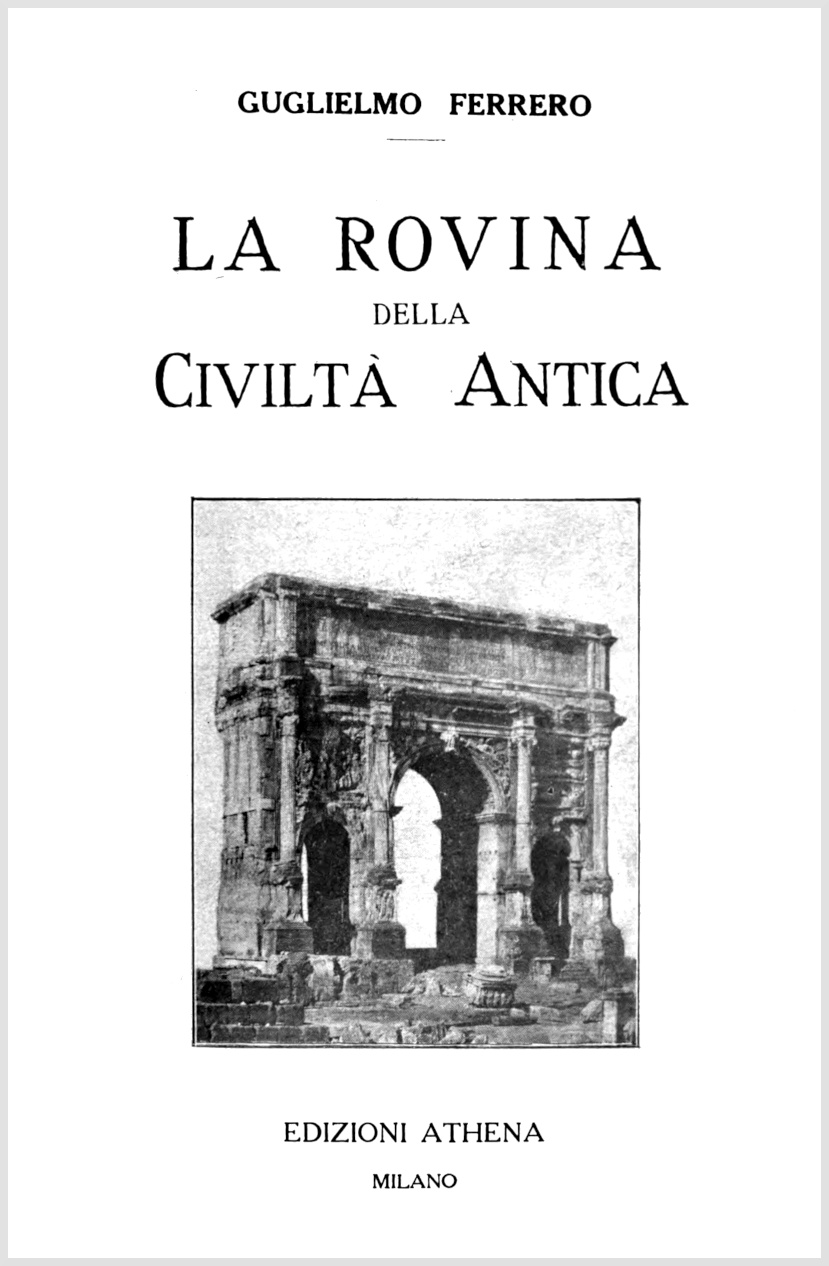 GUGLIELMO FERRERO
LA ROVINA
DELLA
CIVILTÀ ANTICA
EDIZIONI ATHENA
MILANO